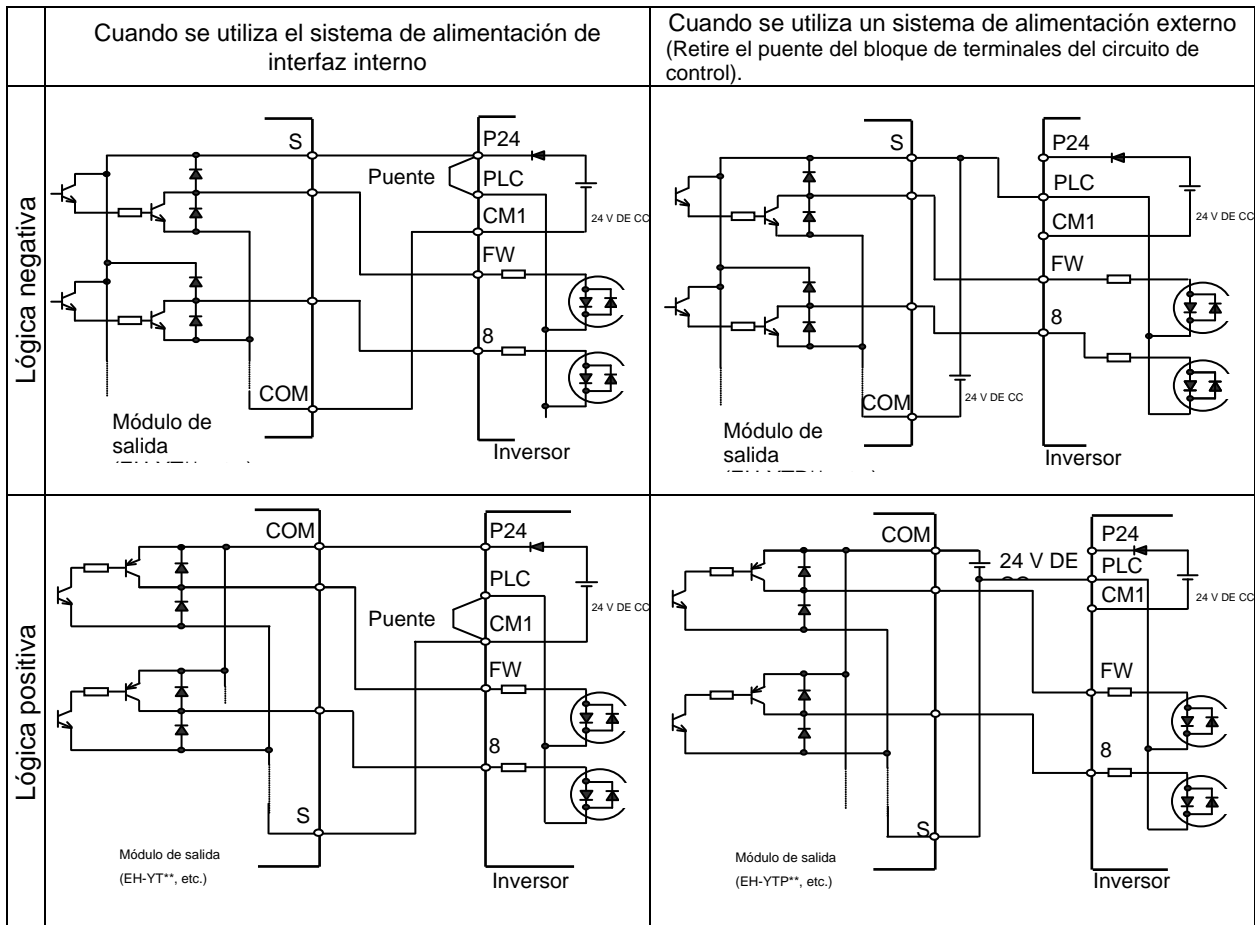 Cuando se utiliza el sistema de alimentación de
interfaz interno
Cuando se utiliza un sistema de alimentación externo
(Retire el puente del bloque de terminales del circuito de
control).
Lógica negativa
S
P24
Puente
PLC
CM1
24 V DE CC
FW
8
COM
Módulo de
salida
Inversor
S
P24
PLC
CM1
24 V DE CC
FW
8
COM
24 V DE CC
Módulo de
salida
Inversor
Lógica positiva
COM
P24
PLC
Puente
CM1
24 V DE CC
FW
8
S
Módulo de salida
(EH-YT**, etc.)
Inversor
COM
P24
24 V DE
PLC
CM1
24 V DE CC
FW
8
S
Módulo de salida
(EH-YTP**, etc.)
Inversor